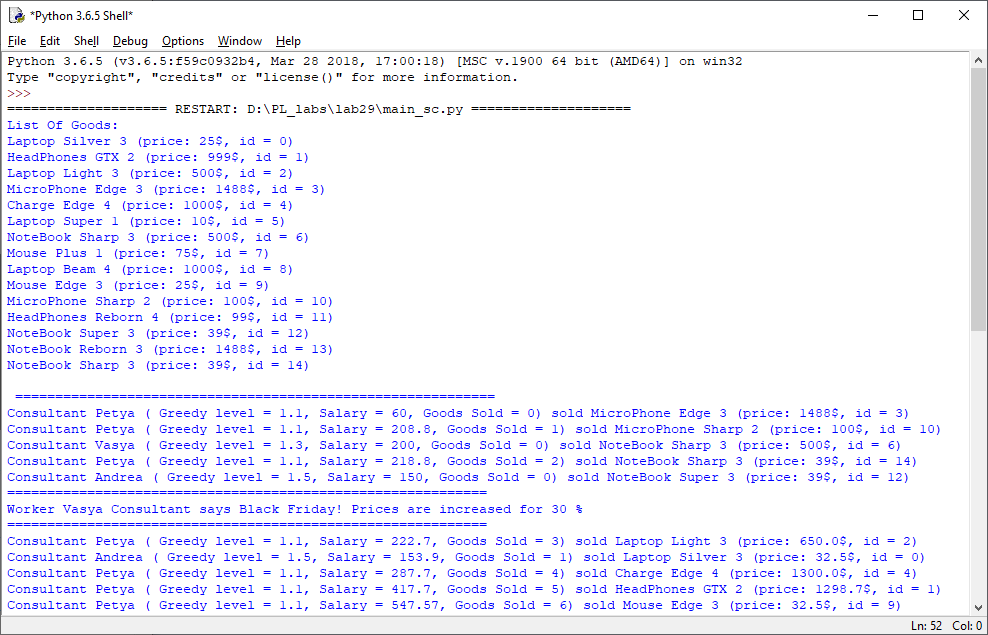 *Python 3.6.5 Shell*
File Edit Shell Debug Options Window Help
Python 3.6.5 (v3.6.5:f59c0932b4, Mar 28 2018, 17:00:18) [MSC v.1900 64 bit (AMD64)] on win32
Type "copyright", "credits" or "license()" for more information.
>>>
==================== RESTART: D:\PL_labs\lab29\main_sc.py ====================
List Of Goods:
Laptop Silver 3 (price: 25$, id = 0)
HeadPhones GTX 2 (price: 999$, id = 1)
Laptop Light 3 (price: 500$, id = 2)
MicroPhone Edge 3 (price: 1488$, id = 3)
Charge Edge 4 (price: 1000$, id = 4)
Laptop Super 1 (price: 10$, id = 5)
NoteBook Sharp 3 (price: 500$, id = 6)
Mouse Plus 1 (price: 75$, id = 7)
Laptop Beam 4 (price: 1000$, id = 8)
Mouse Edge 3 (price: 25$, id = 9)
MicroPhone Sharp 2 (price: 100$, id = 10)
HeadPhones Reborn 4 (price: 99$, id = 11)
NoteBook Super 3 (price: 39$, id = 12)
NoteBook Reborn 3 (price: 1488$, id = 13)
NoteBook Sharp 3 (price: 39$, id = 14)
============================================================
Consultant Petya ( Greedy level = 1.1, Salary = 60, Goods Sold = 0) sold MicroPhone Edge 3 (price: 1488$, id = 3)
Consultant Petya ( Greedy level = 1.1, Salary = 208.8, Goods Sold = 1) sold MicroPhone Sharp 2 (price: 100$, id = 10)
Consultant Vasya ( Greedy level = 1.3, Salary = 200, Goods Sold = 0) sold NoteBook Sharp 3 (price: 500$, id = 6)
Consultant Petya ( Greedy level = 1.1, Salary = 218.8, Goods Sold = 2) sold NoteBook Sharp 3 (price: 39$, id = 14)
Consultant Andrea ( Greedy level = 1.5, Salary = 150, Goods Sold = 0) sold NoteBook Super 3 (price: 39$, id = 12)
============================================================
Worker Vasya Consultant says Black Friday! Prices are increased for 30 %
============================================================
Consultant Petya ( Greedy level = 1.1, Salary = 222.7, Goods Sold = 3) sold Laptop Light 3 (price: 650.0$, id = 2)
Consultant Andrea ( Greedy level = 1.5, Salary = 153.9, Goods Sold = 1) sold Laptop Silver 3 (price: 32.5$, id = 0)
Consultant Petya ( Greedy level = 1.1, Salary = 287.7, Goods Sold = 4) sold Charge Edge 4 (price: 1300.0$, id = 4)
Consultant Petya ( Greedy level = 1.1, Salary = 417.7, Goods Sold = 5) sold HeadPhones GTX 2 (price: 1298.7$, id = 1)
Consultant Petya ( Greedy level = 1.1, Salary = 547.57, Goods Sold = 6) sold Mouse Edge 3 (price: 32.5$, id = 9)
Ln: 52 Col: 0